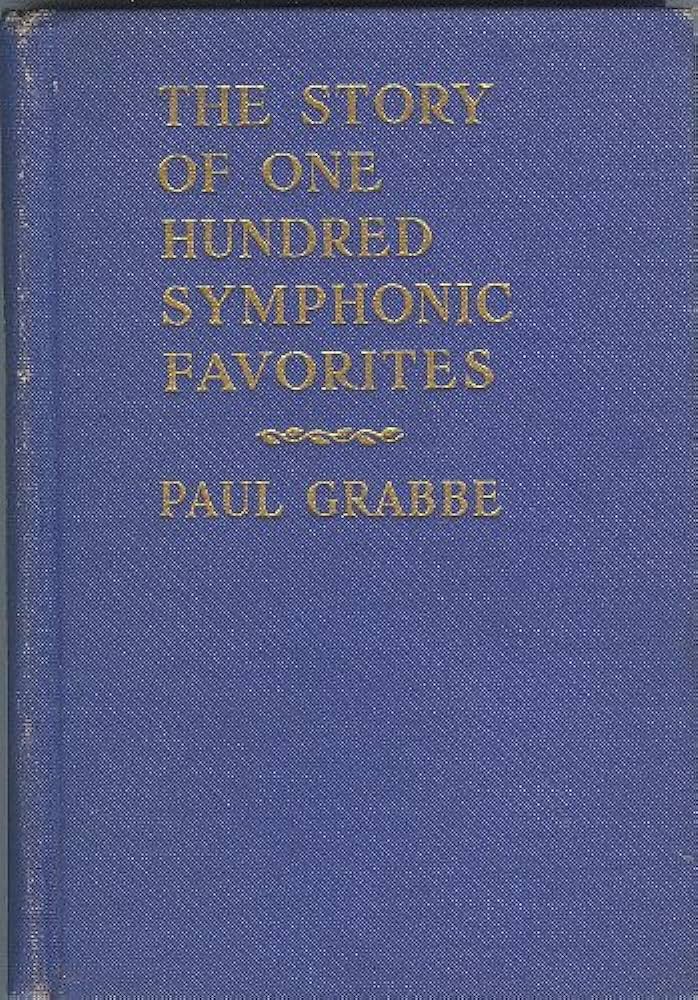 THE STORY
OF ONE
HUNDRED
SYMPHONIC
FAVORITES
PAUL GRABBE